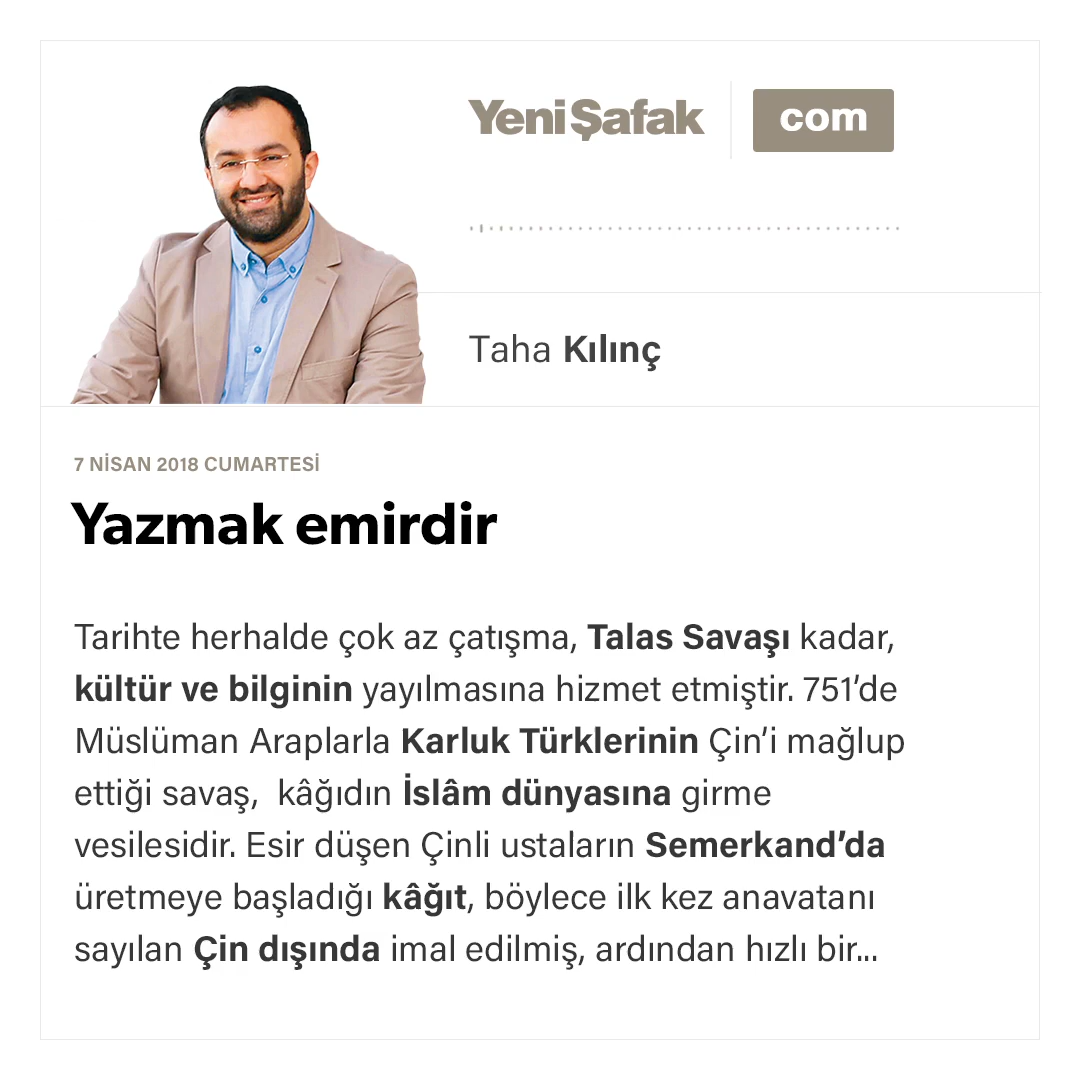 YeniŞafak
com
Taha Kılınç
7 NİSAN 2018 CUMARTESİ
Yazmak emirdir
Tarihte herhalde çok az çatışma, Talas Savaşı kadar,
kültür ve bilginin yayılmasına hizmet etmiştir. 751’de
Müslüman Araplarla Karluk Türklerinin Çin’i mağlup
ettiği savaş,  kâğıdın İslâm dünyasına girme
vesilesidir. Esir düşen Çinli ustaların Semerkand’da
üretmeye başladığı kâğıt, böylece ilk kez anavatanı
sayılan Çin dışında imal edilmiş, ardından hızlı bir...